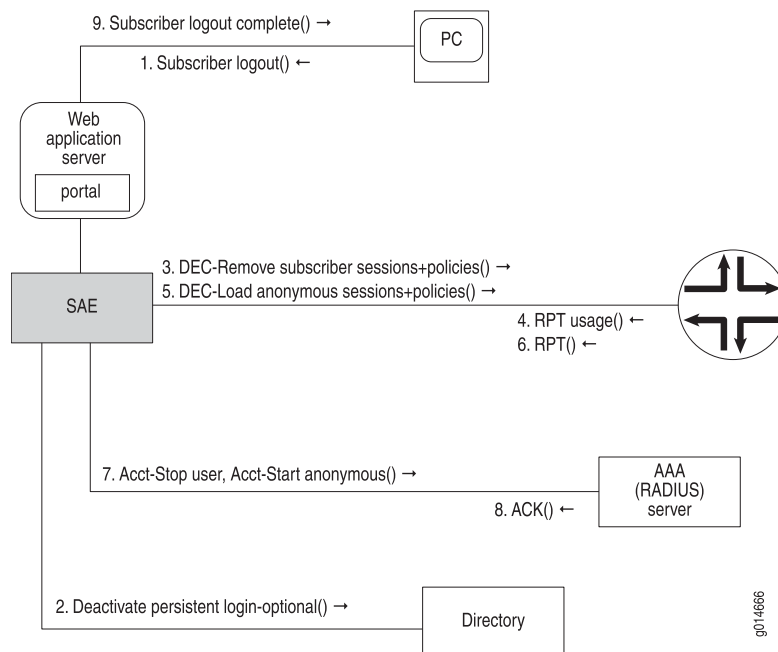 9. Subscriber logout complete() →
PC
1. Subscriber logout() ←
Web
application
server
portal
3. DEC-Remove subscriber sessions+policies() →
SAE
5. DEC-Load anonymous sessions+policies() →
4. RPT usage() ←
6. RPT() ←
7. Acct-Stop user, Acct-Start anonymous() →
AAA
(RADIUS)
server
8. ACK() ←
2. Deactivate persistent login-optional() →
Directory
g014666